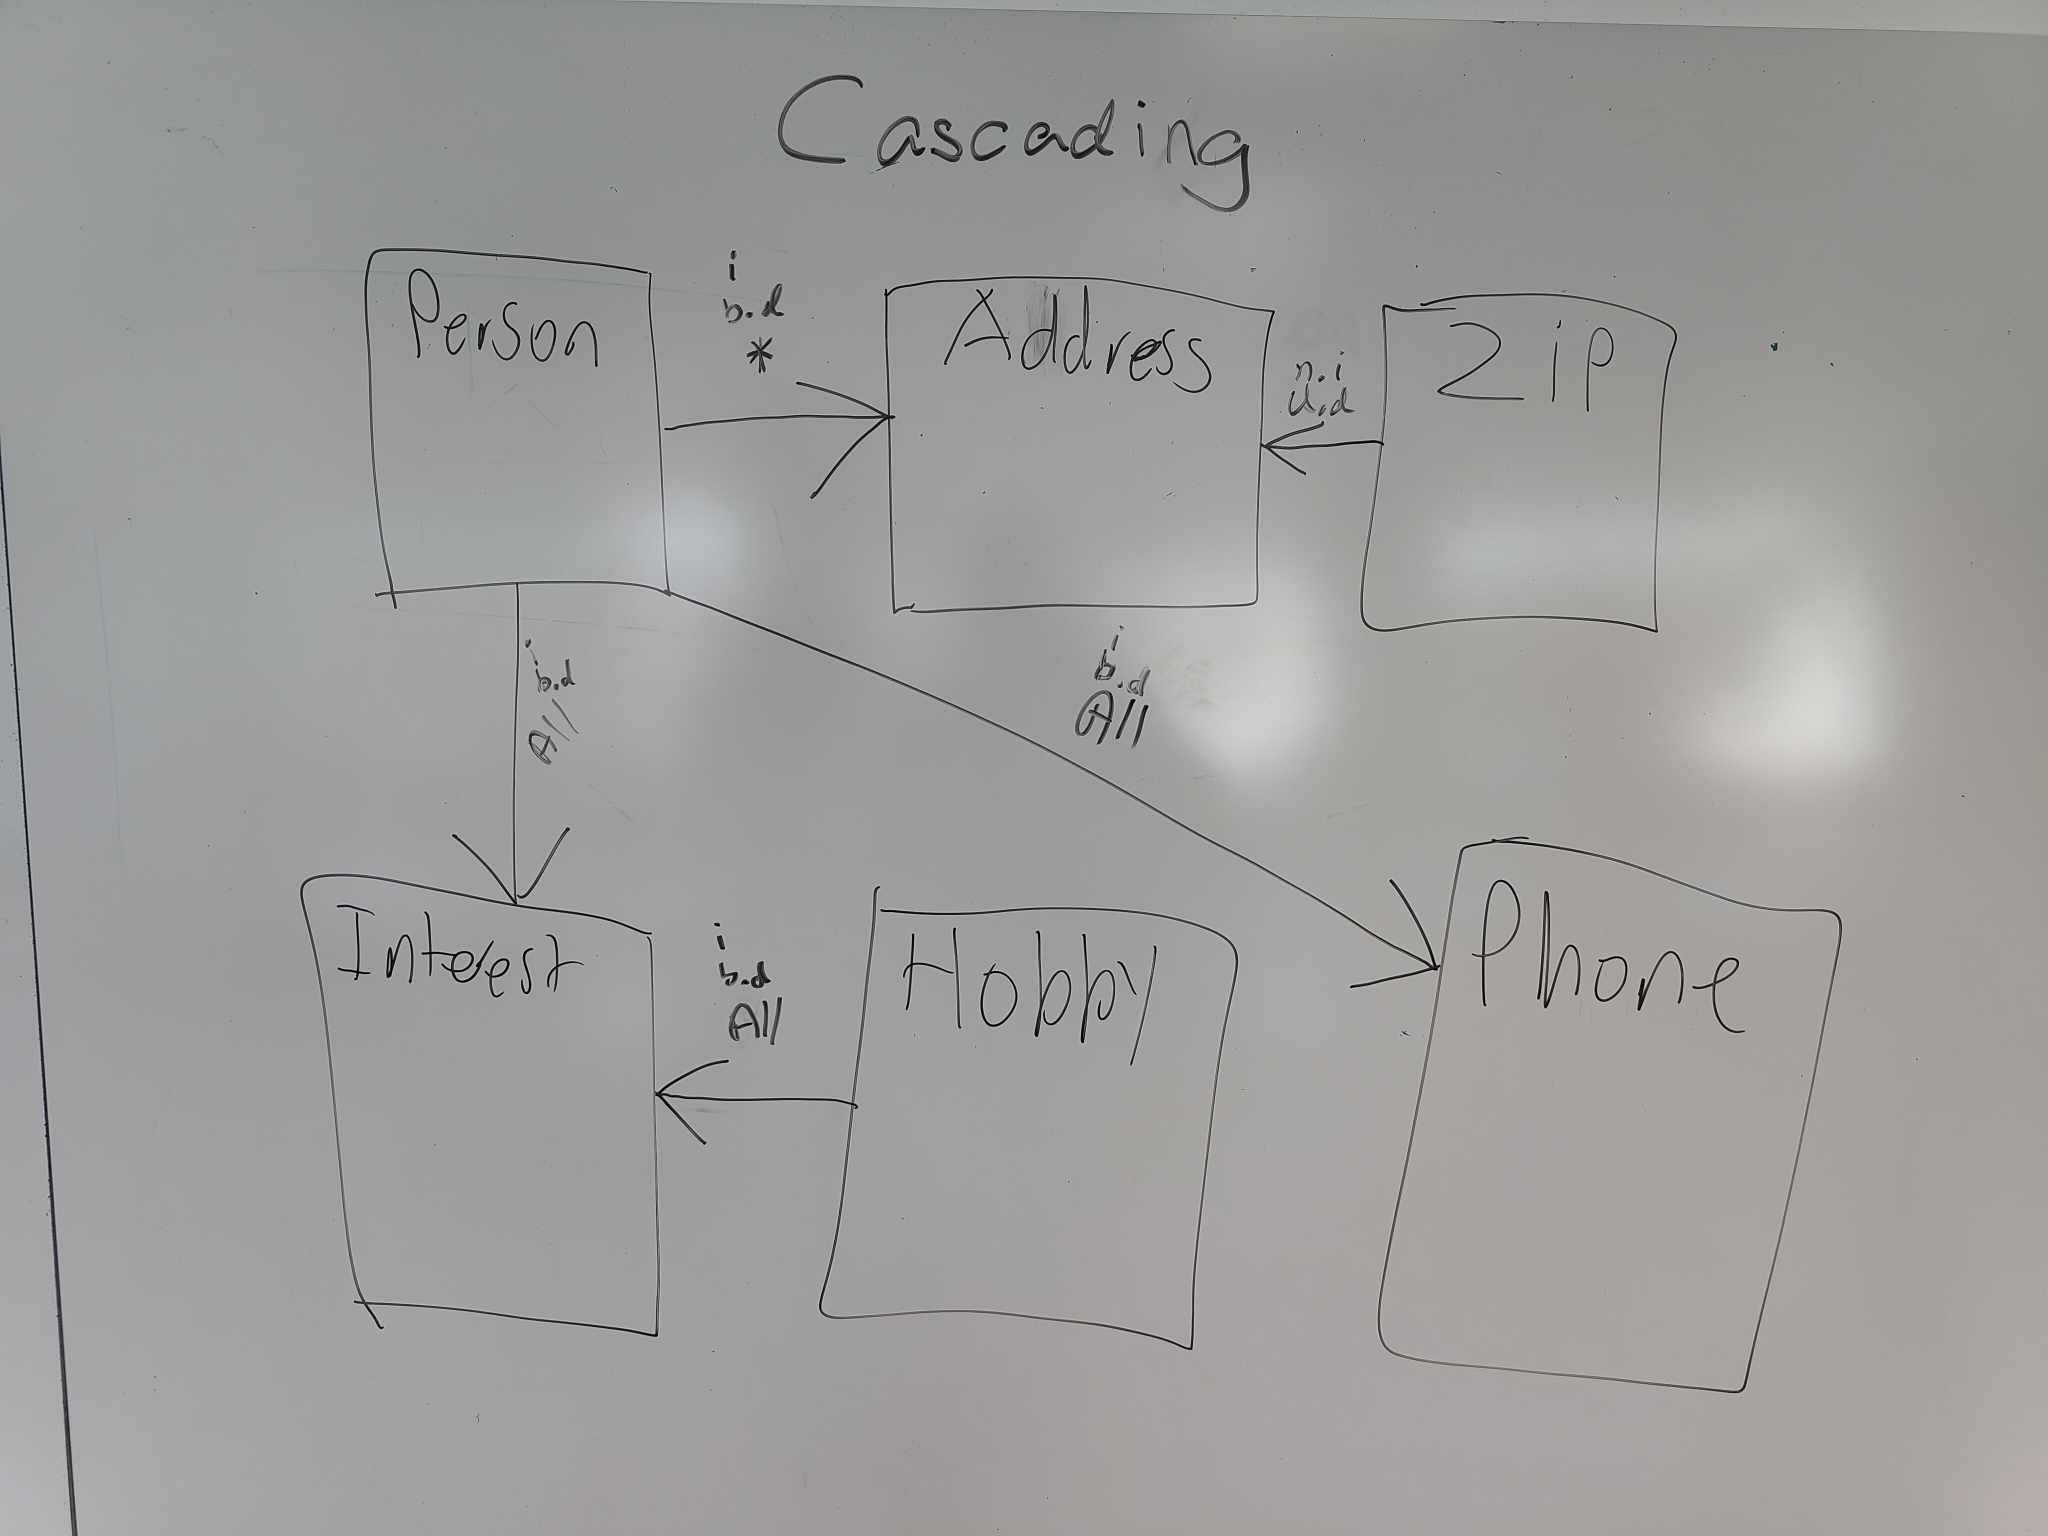 Cascading
Person
i
b.d
*
Address
n.i
u.d
Zip
i
b.d
All
i
b.d
All
Interest
i
b.d
All
Hobby
Phone